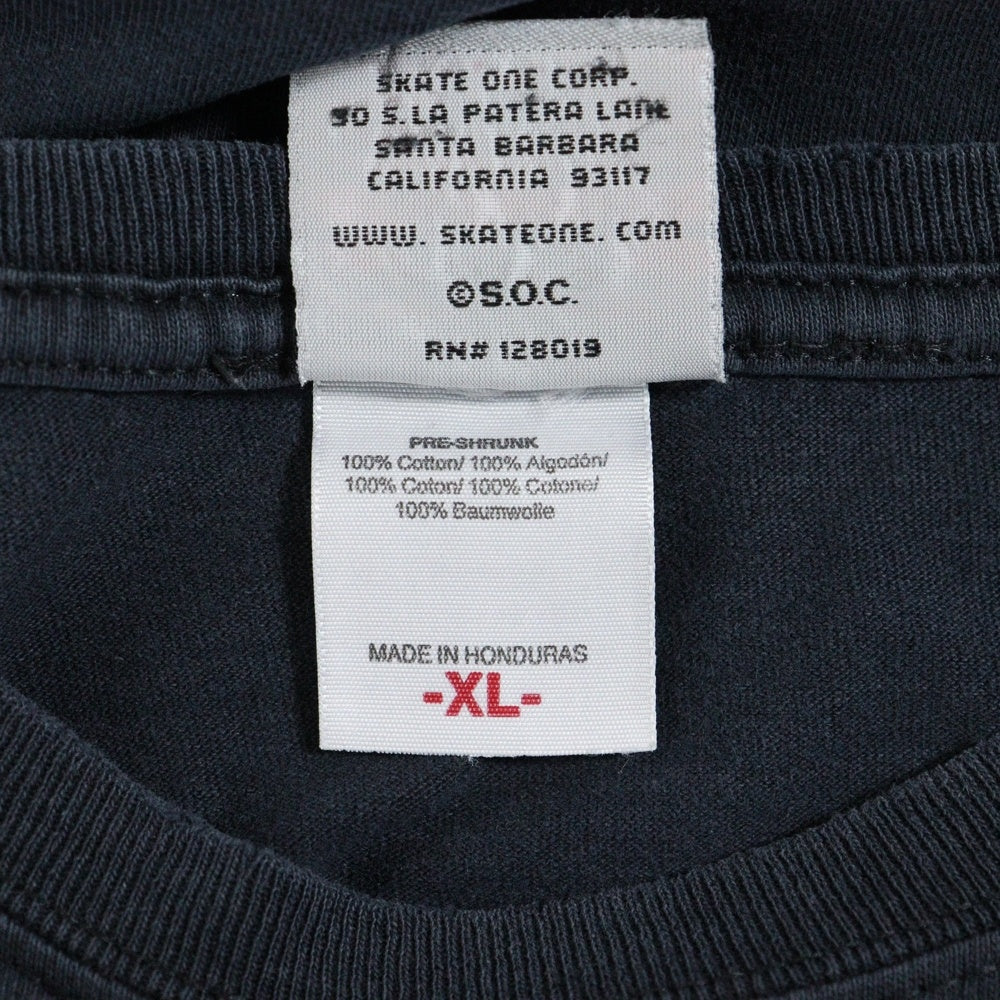 SKATE ONE CORP.
30 S. LA PATERA LANE
SANTA BARBARA
CALIFORNIA 93117
WWW. SKATEONE. COM
©S.O.C.
RN# 128019
PRE-SHRUNK
100% Cotton/ 100% Algodón/
100% Coton/ 100% Cotone/
100% Baumwolle
MADE IN HONDURAS
-XL-